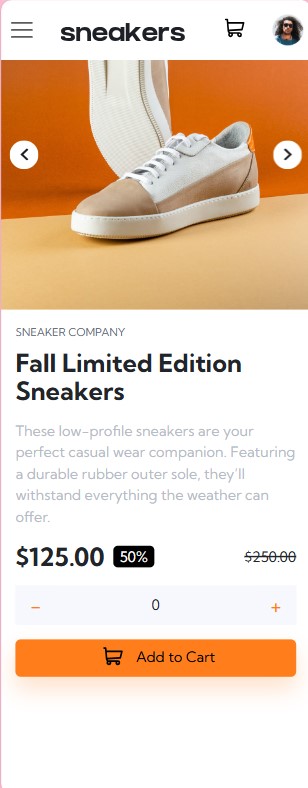 sneakers
SNEAKER COMPANY
Fall Limited Edition
Sneakers
These low-profile sneakers are your
perfect casual wear companion. Featuring
a durable rubber outer sole, they'll
withstand everything the weather can
offer.
$125.00 50% $250.00
− 0 +
Add to Cart